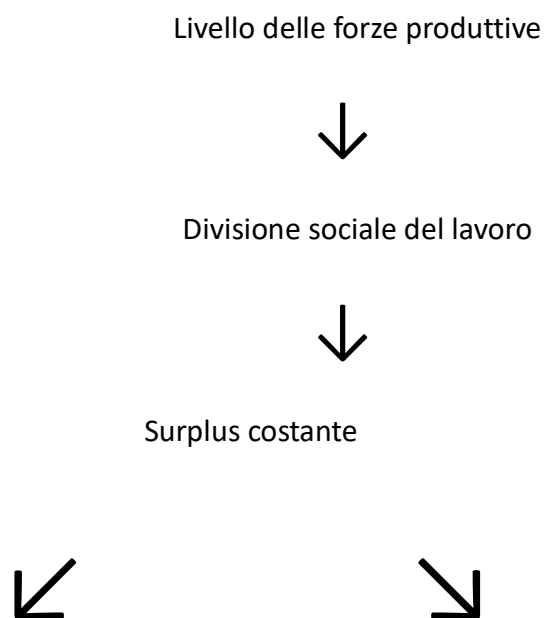 Livello delle forze produttive
Divisione sociale del lavoro
Surplus costante